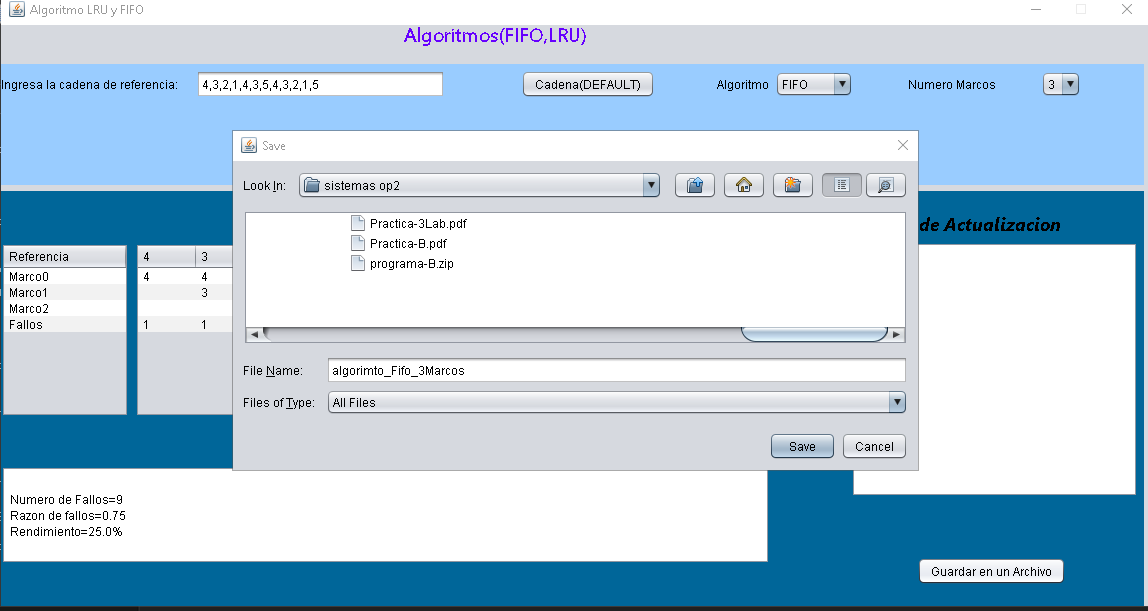 Algoritmo LRU y FIFO
Algoritmos(FIFO,LRU)
Ingresa la cadena de referencia: 4,3,2,1,4,3,5,4,3,2,1,5 Cadena(DEFAULT) Algoritmo FIFO Numero Marcos 3
Save
Look In: sistemas op2
Practica-3Lab.pdf
Practica-B.pdf
programa-B.zip
File Name: algorimto_Fifo_3Marcos
Files of Type: All Files
Save Cancel
de Actualizacion
Referencia 4 3
Marco0 4 4
Marco1 3
Marco2
Fallos 1 1
Numero de Fallos=9
Razon de fallos=0.75
Rendimiento=25.0%
Guardar en un Archivo